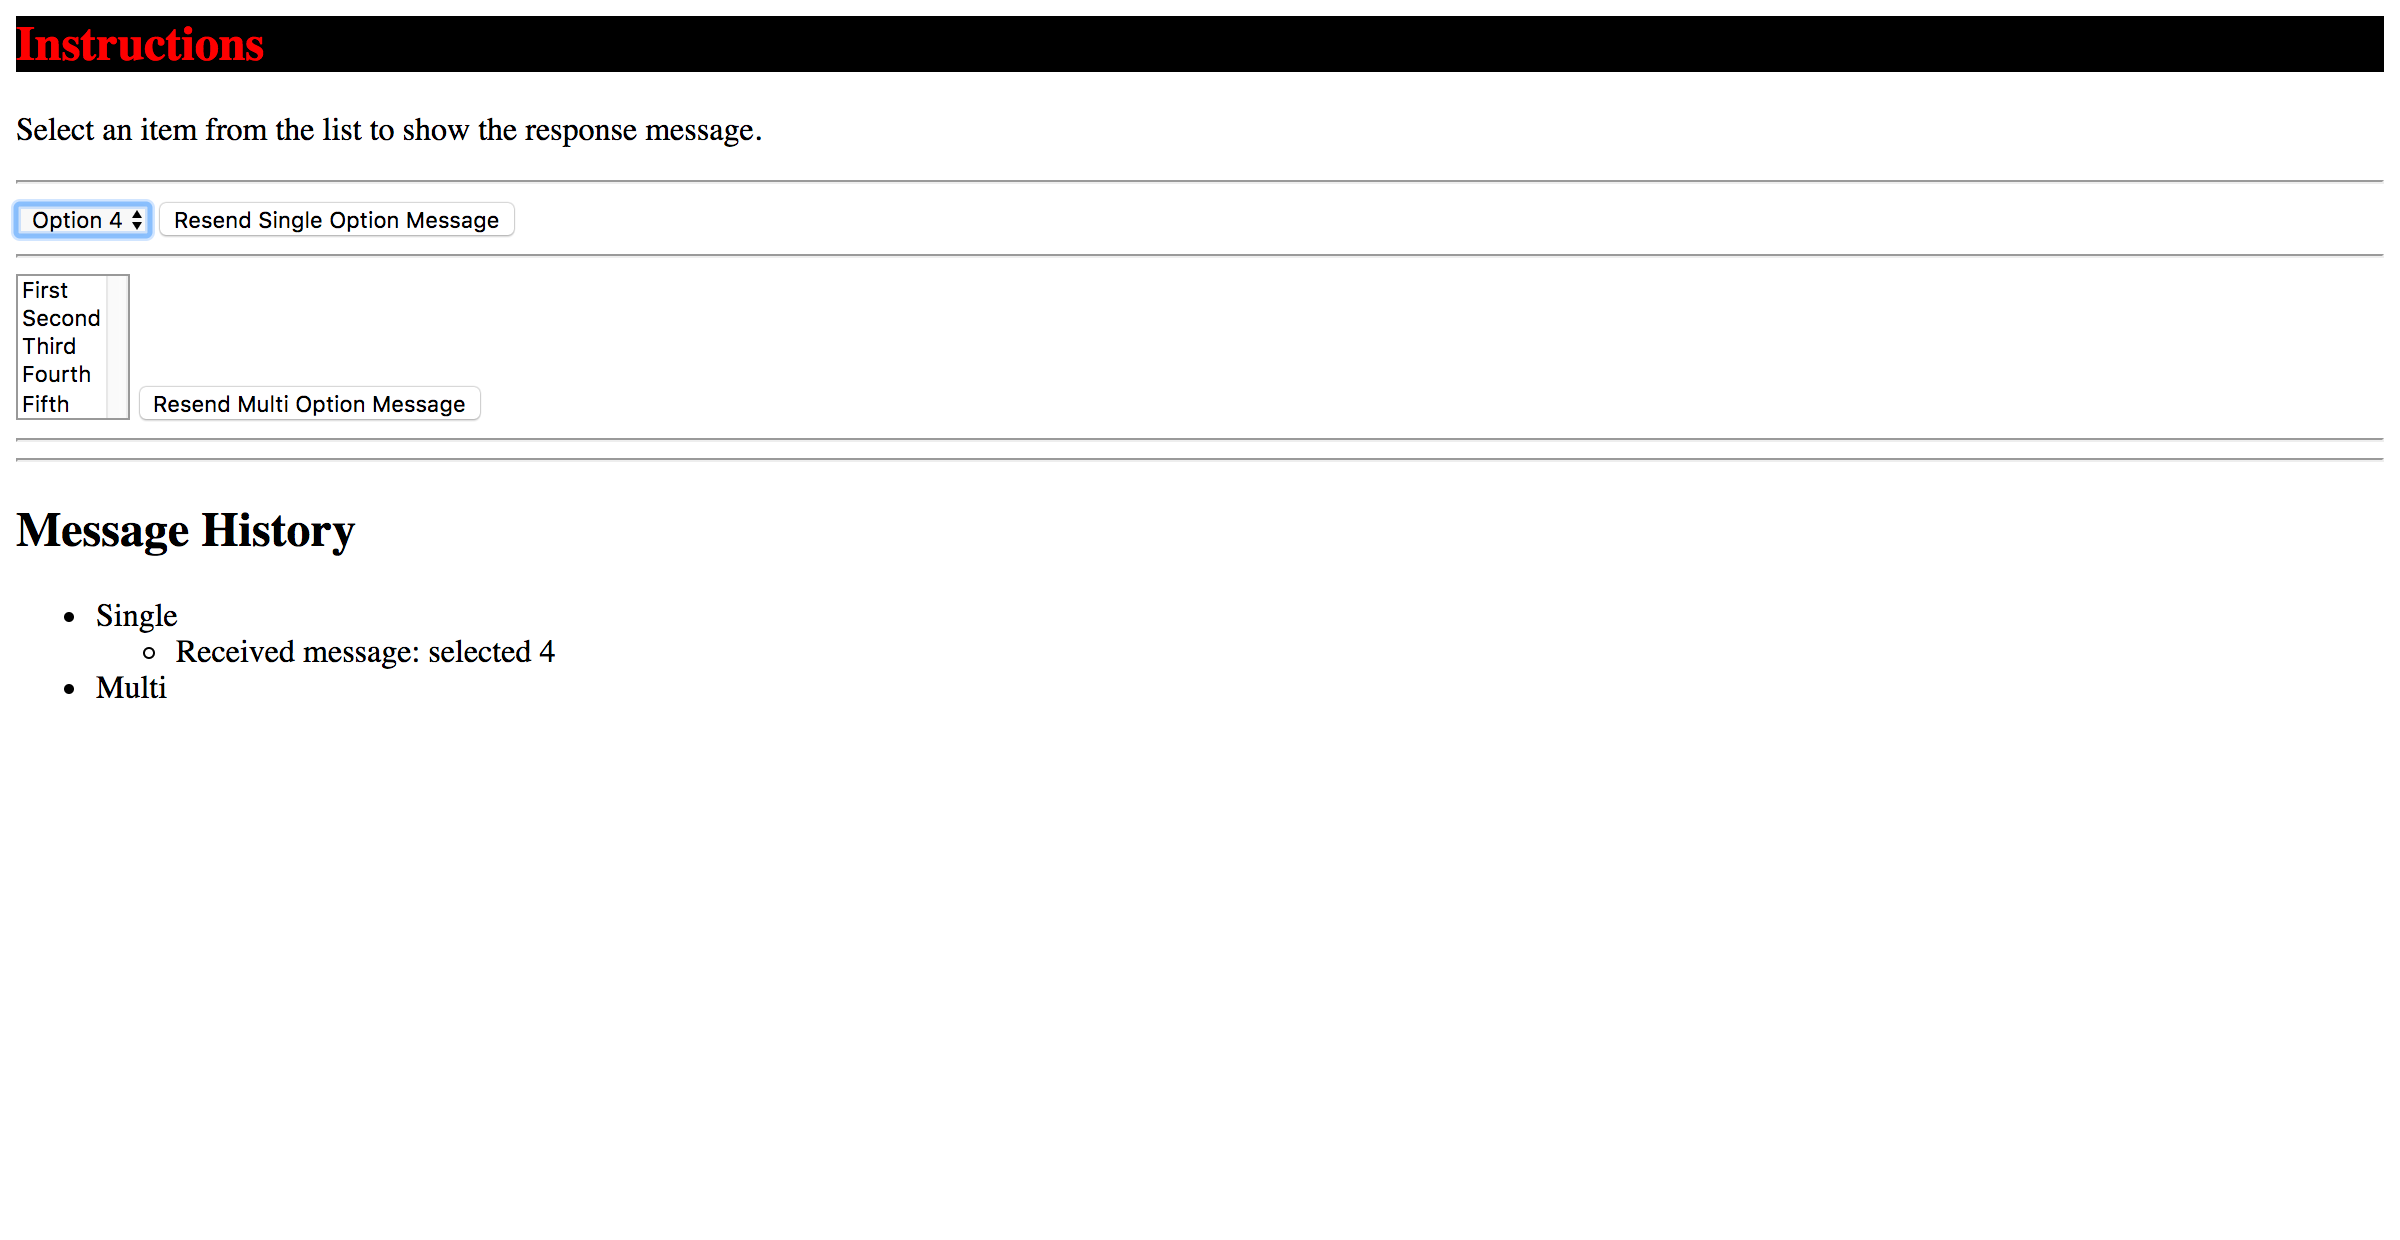 Instructions
Select an item from the list to show the response message.
Option 4 Resend Single Option Message
First
Second
Third
Fourth
Fifth Resend Multi Option Message
Message History
Single
Received message: selected 4
Multi